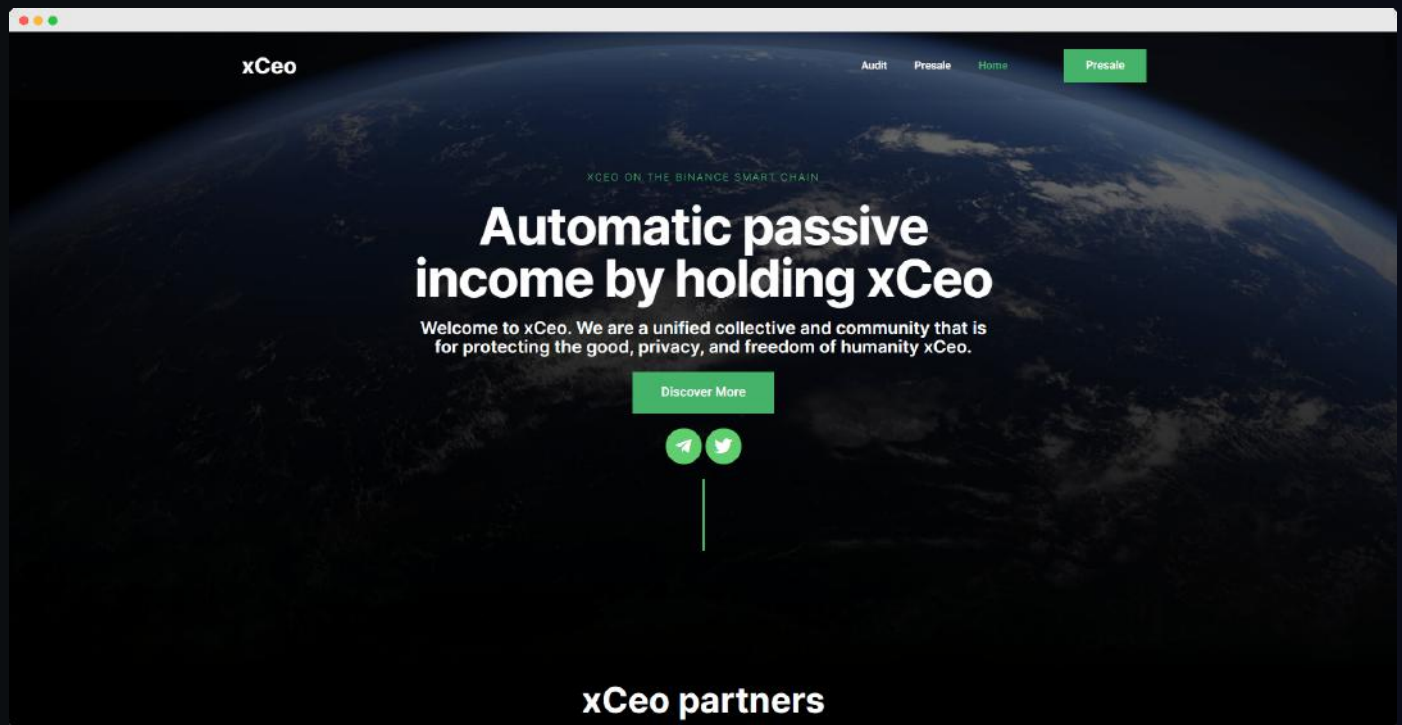 xCeo
Audit
Presale
Home
Presale
XCEO ON THE BINANCE SMART CHAIN
Automatic passive
income by holding xCeo
Welcome to xCeo. We are a unified collective and community that is
for protecting the good, privacy, and freedom of humanity xCeo.
Discover More
xCeo partners